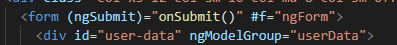 <form (ngSubmit)="onSubmit()" #f="ngForm">
<div id="user-data" ngModelGroup="userData">